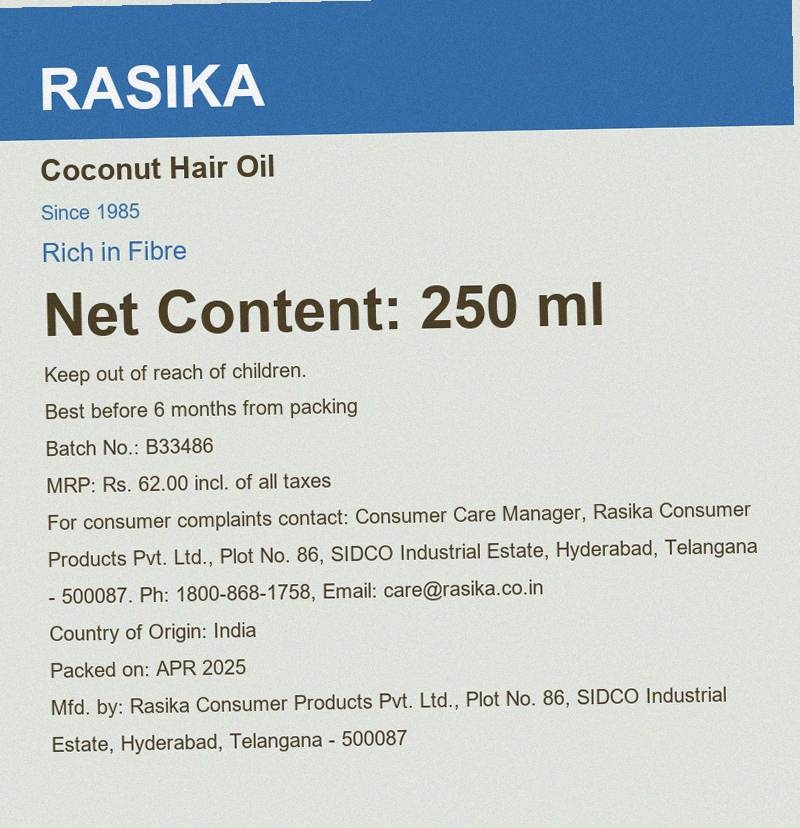 RASIKA
Coconut Hair Oil
Since 1985
Rich in Fibre
Net Content: 250 ml
Keep out of reach of children.
Best before 6 months from packing
Batch No.: B33486
MRP: Rs. 62.00 incl. of all taxes
For consumer complaints contact: Consumer Care Manager, Rasika Consumer
Products Pvt. Ltd., Plot No. 86, SIDCO Industrial Estate, Hyderabad, Telangana
- 500087. Ph: 1800-868-1758, Email: care@rasika.co.in
Country of Origin: India
Packed on: APR 2025
Mfd. by: Rasika Consumer Products Pvt. Ltd., Plot No. 86, SIDCO Industrial
Estate, Hyderabad, Telangana - 500087